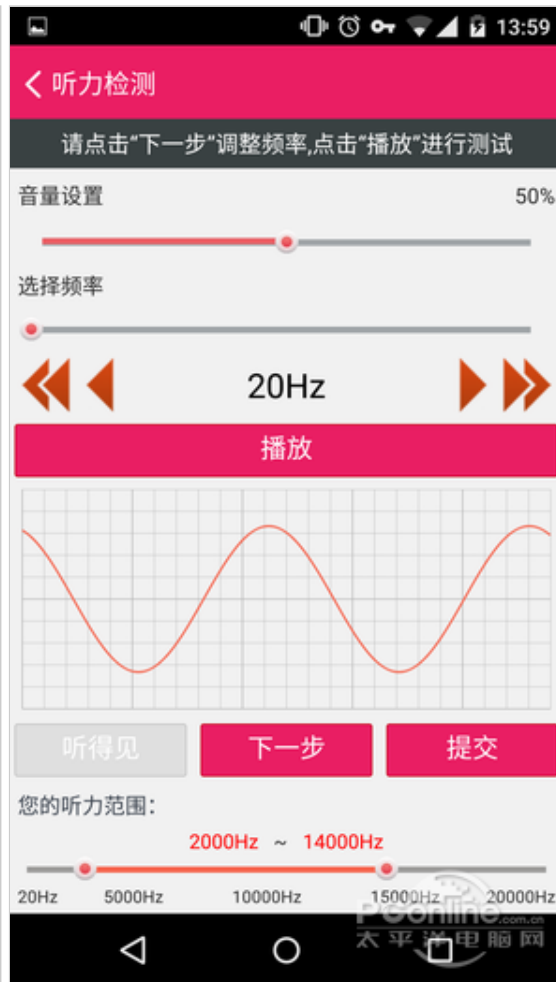 13:59
听力检测
请点击“下一步”调整频率,点击“播放”进行测试
音量设置 50%
选择频率
20Hz
播放
听得见 下一步 提交
您的听力范围：
2000Hz ~ 14000Hz
20Hz 5000Hz 10000Hz 15000Hz 20000Hz
PConline.com.cn
太平洋电脑网